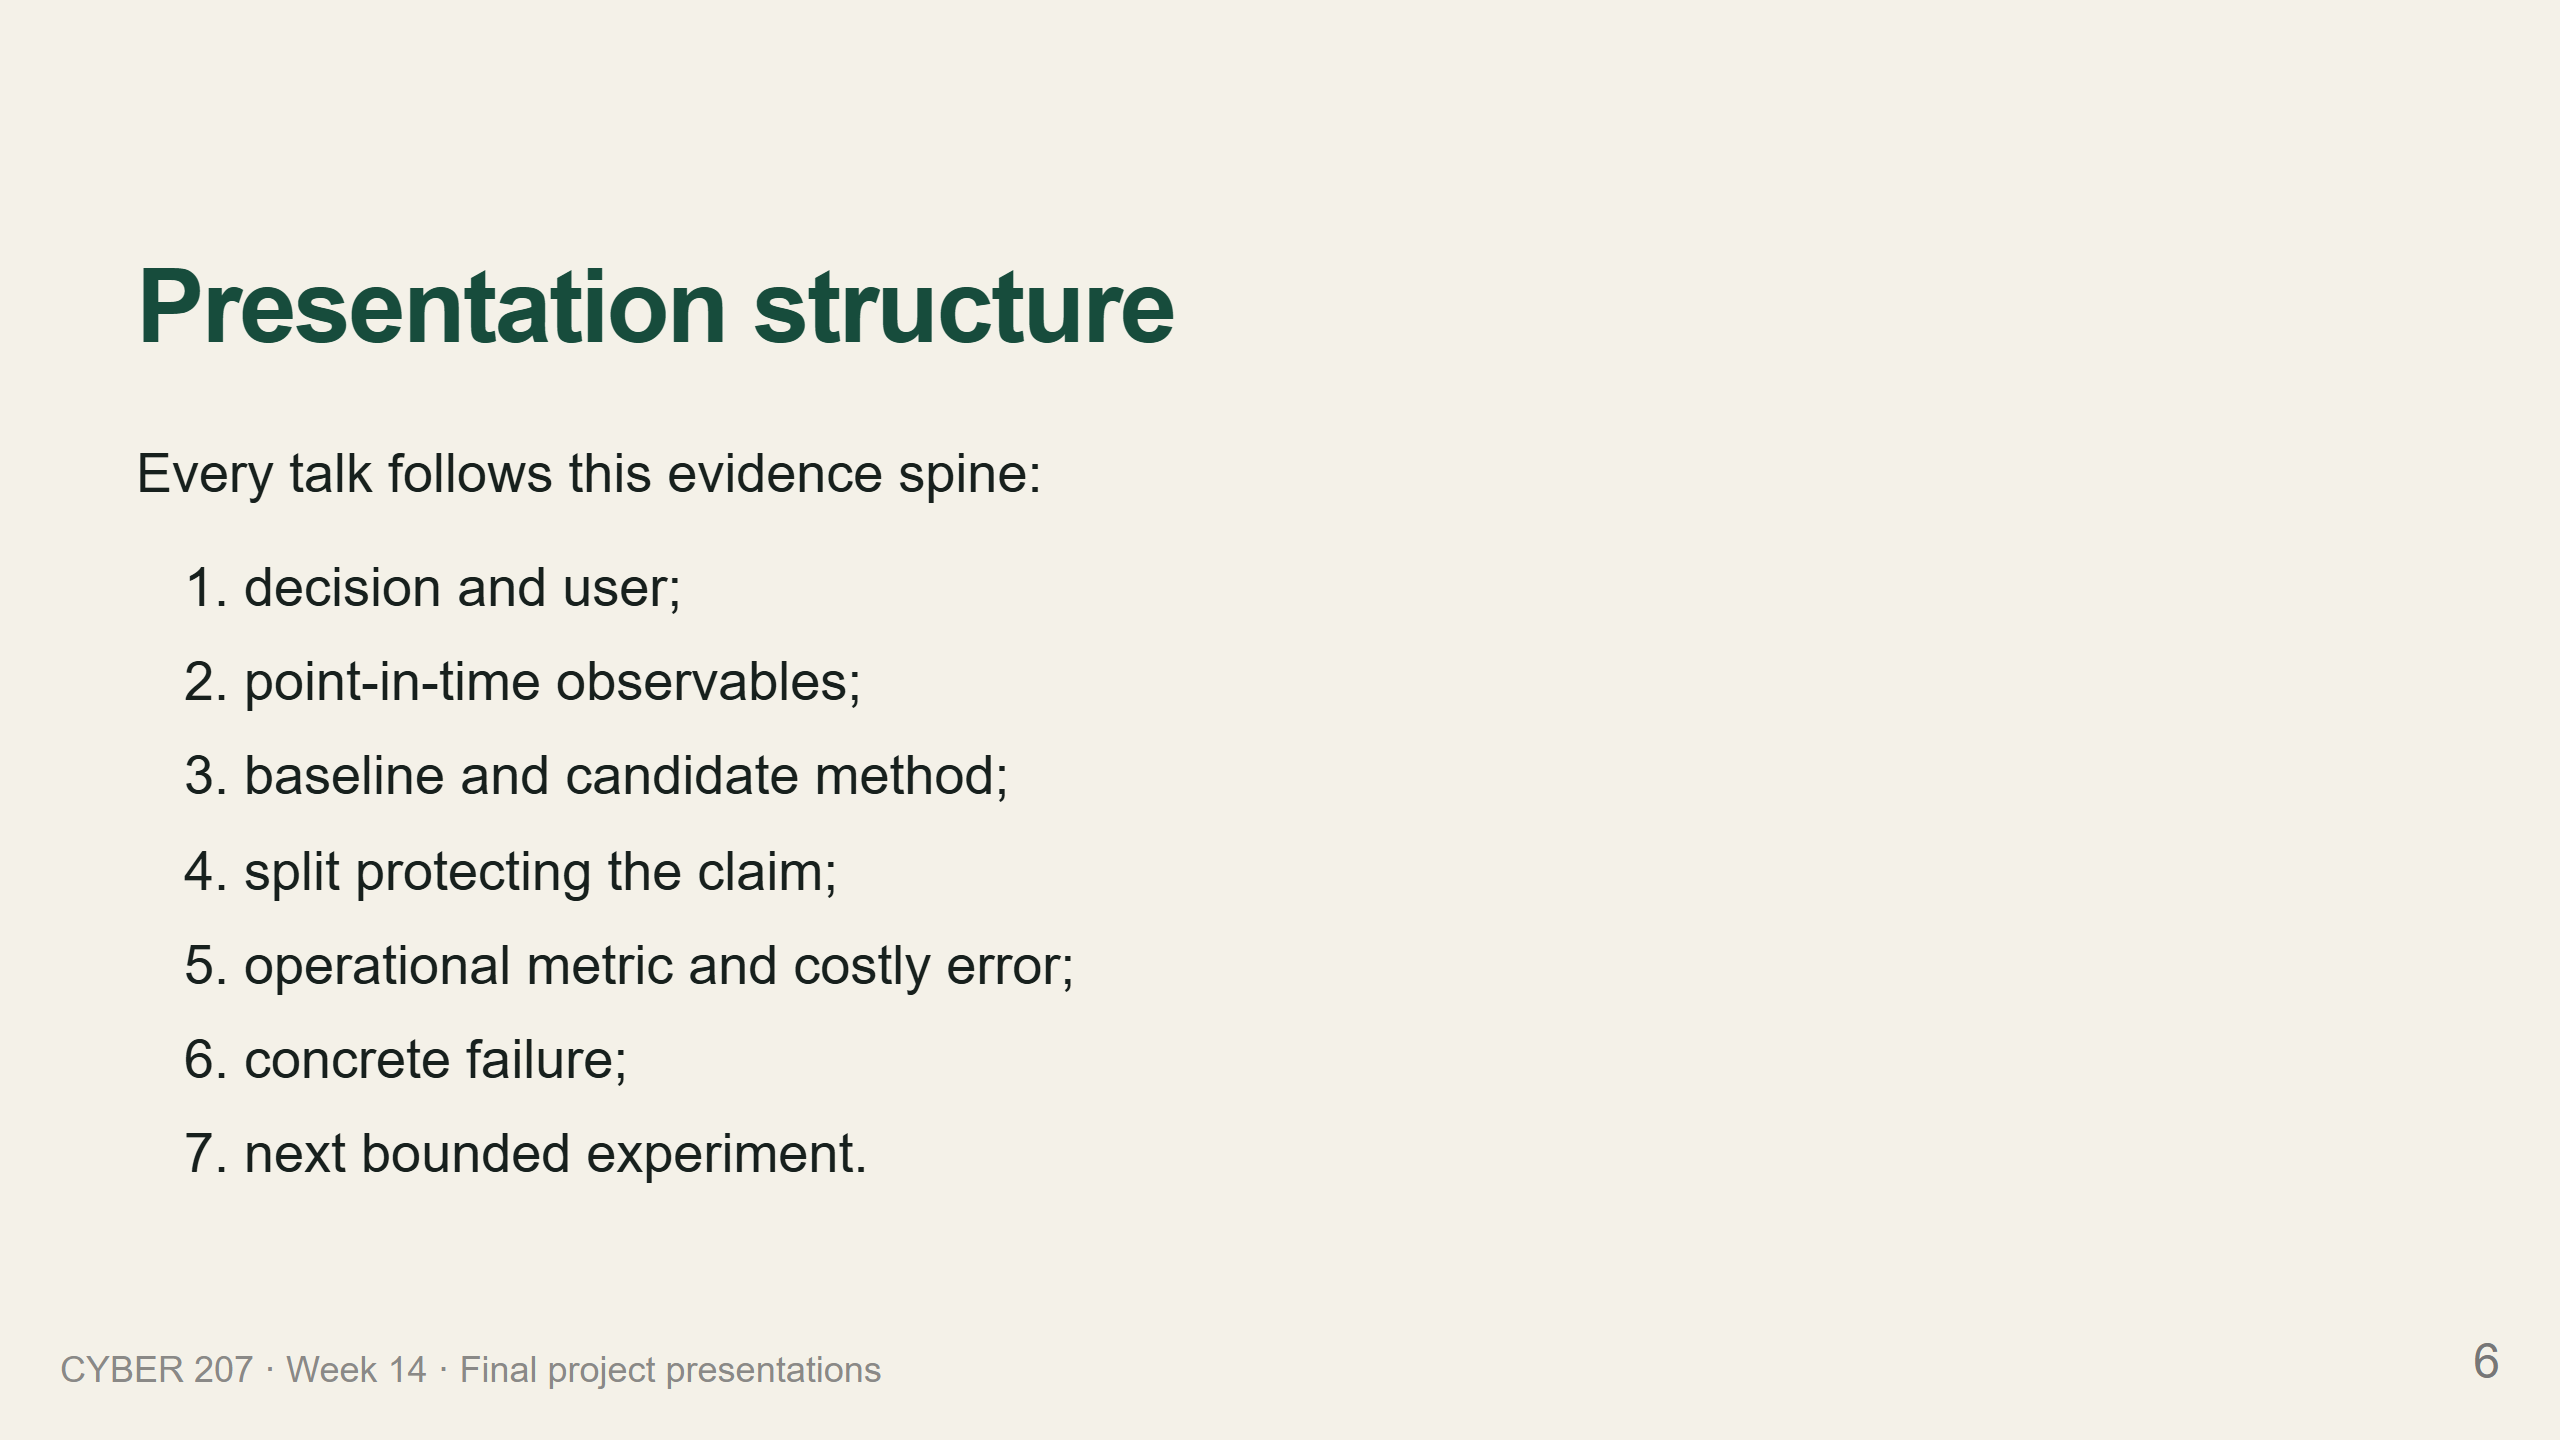 Presentation structure
Every talk follows this evidence spine:
1. decision and user;
2. point-in-time observables;
3. baseline and candidate method;
4. split protecting the claim;
5. operational metric and costly error;
6. concrete failure;
7. next bounded experiment.
CYBER 207 · Week 14 · Final project presentations
6